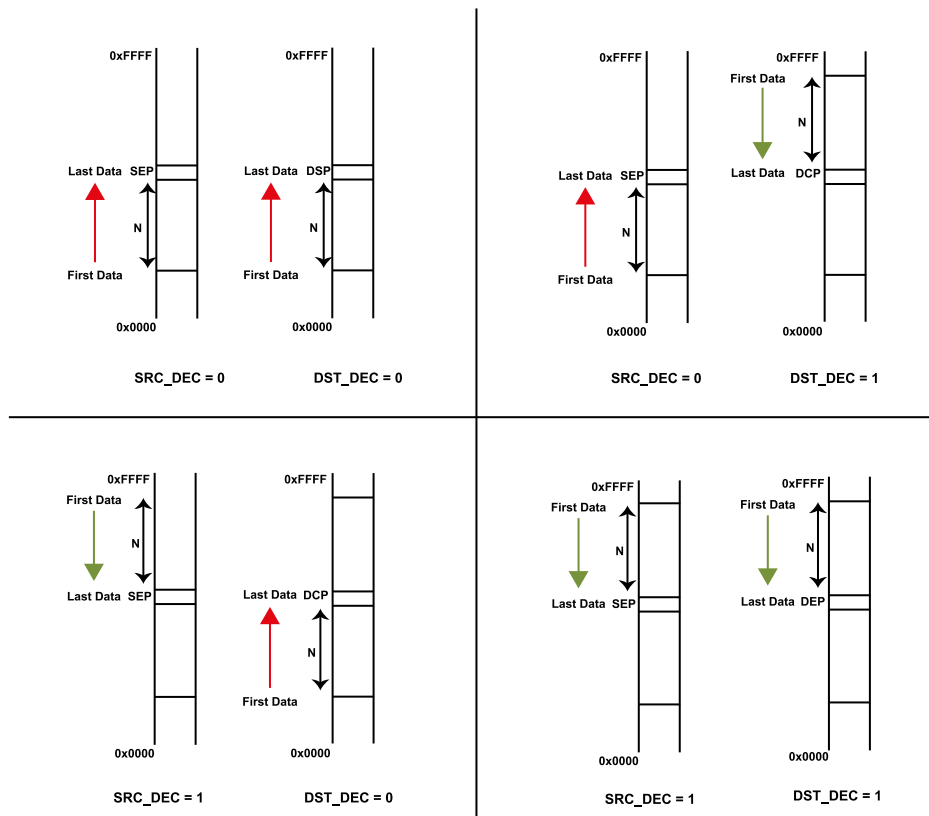 0xFFFF
0xFFFF
Last Data SEP
Last Data DSP
N
N
First Data
First Data
0x0000
0x0000
SRC_DEC = 0
DST_DEC = 0
0xFFFF
0xFFFF
First Data
N
Last Data SEP
Last Data DCP
N
First Data
0x0000
0x0000
SRC_DEC = 0
DST_DEC = 1
0xFFFF
0xFFFF
First Data
N
Last Data SEP
Last Data DCP
N
First Data
0x0000
0x0000
SRC_DEC = 1
DST_DEC = 0
0xFFFF
0xFFFF
First Data
First Data
N
N
Last Data SEP
Last Data DEP
0x0000
0x0000
SRC_DEC = 1
DST_DEC = 1